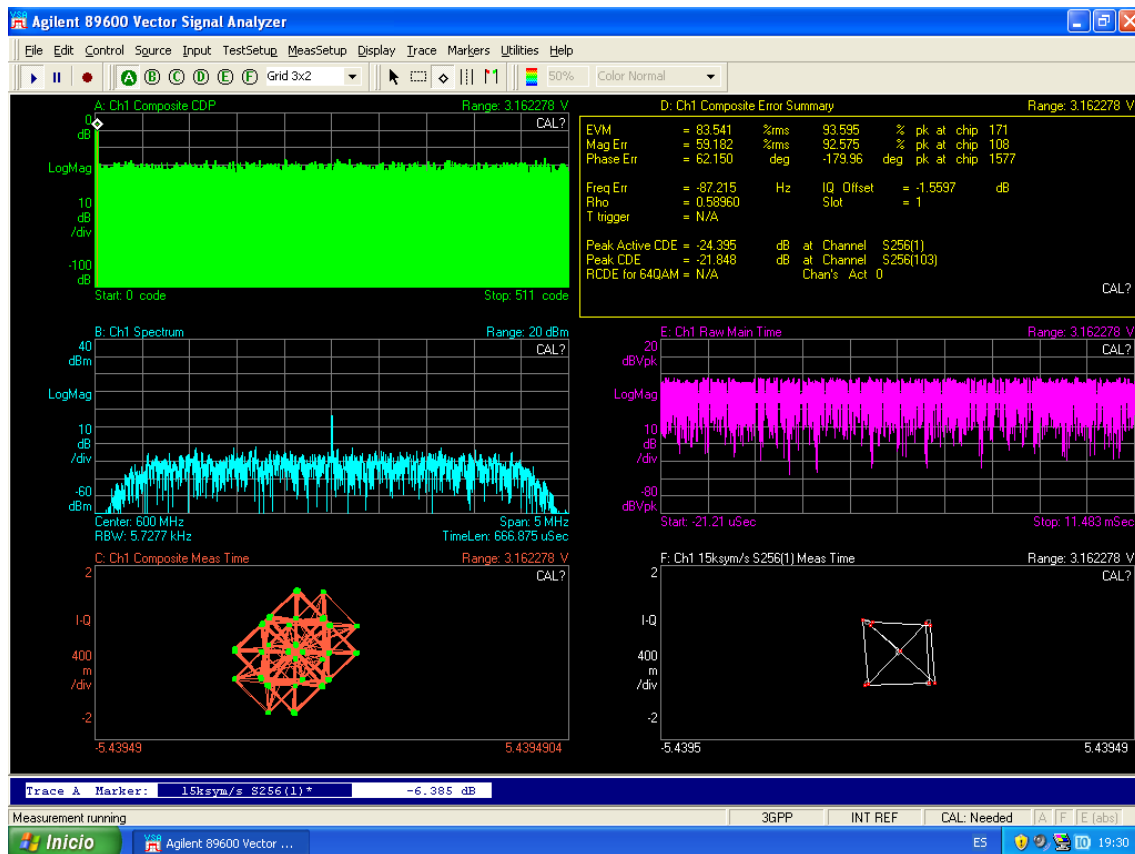 Agilent 89600 Vector Signal Analyzer
File Edit Control Source Input TestSetup MeasSetup Display Trace Markers Utilities Help
A B C D E F Grid 3x2 50% Color Normal
A: Ch1 Composite CDP Range: 3.162278 V
0
dB
CAL?
LogMag
10
dB
/div
-100
dB
Start: 0 code Stop: 511 code
D: Ch1 Composite Error Summary Range: 3.162278 V
EVM = 83.541 %rms 93.595 % pk at chip 171
Mag Err = 59.182 %rms 92.575 % pk at chip 108
Phase Err = 62.150 deg -179.96 deg pk at chip 1577
Freq Err = -87.215 Hz IQ Offset = -1.5597 dB
Rho = 0.58960 Slot = 1
T trigger = N/A
Peak Active CDE = -24.395 dB at Channel S256(1)
Peak CDE = -21.848 dB at Channel S256(103)
RCDE for 64QAM = N/A Chan's Act 0
CAL?
B: Ch1 Spectrum Range: 20 dBm
40
dBm
CAL?
LogMag
10
dB
/div
-60
dBm
Center: 600 MHz Span: 5 MHz
RBW: 5.7277 kHz TimeLen: 666.875 uSec
E: Ch1 Raw Main Time Range: 3.162278 V
20
dBVpk
CAL?
LogMag
10
dB
/div
-80
dBVpk
Start: -21.21 uSec Stop: 11.483 mSec
C: Ch1 Composite Meas Time Range: 3.162278 V
2
CAL?
I-Q
400
m
/div
-2
-5.43949 5.4394904
F: Ch1 15ksym/s S256(1) Meas Time Range: 3.162278 V
2
CAL?
I-Q
400
m
/div
-2
-5.4395 5.43949
Trace A Marker: 15ksym/s S256(1)* -6.385 dB
Measurement running 3GPP INT REF CAL: Needed A F E (abs)
Inicio Agilent 89600 Vector ... ES 19:30